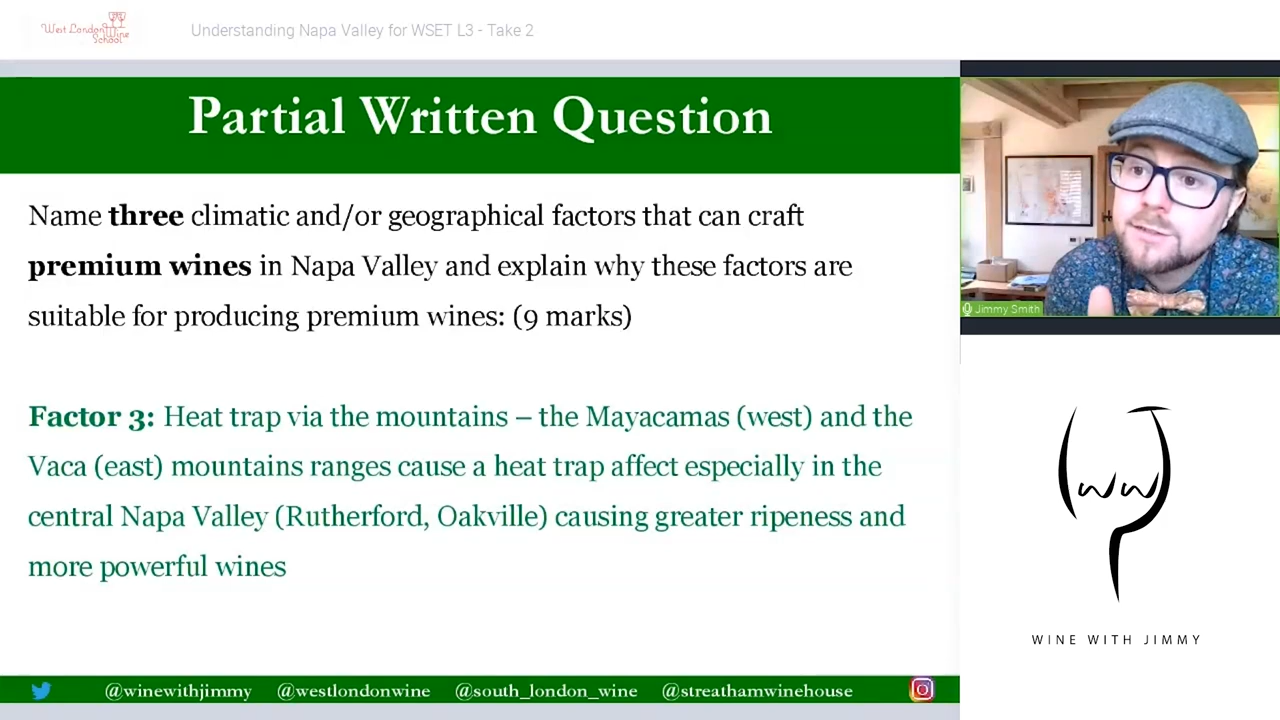 West London Wine School
Understanding Napa Valley for WSET L3 - Take 2
Partial Written Question
Name three climatic and/or geographical factors that can craft
premium wines in Napa Valley and explain why these factors are
suitable for producing premium wines: (9 marks)
Factor 3: Heat trap via the mountains – the Mayacamas (west) and the
Vaca (east) mountains ranges cause a heat trap affect especially in the
central Napa Valley (Rutherford, Oakville) causing greater ripeness and
more powerful wines
@winewithjimmy @westlondonwine @south_london_wine @streathamwinehouse
Jimmy Smith
WINE WITH JIMMY